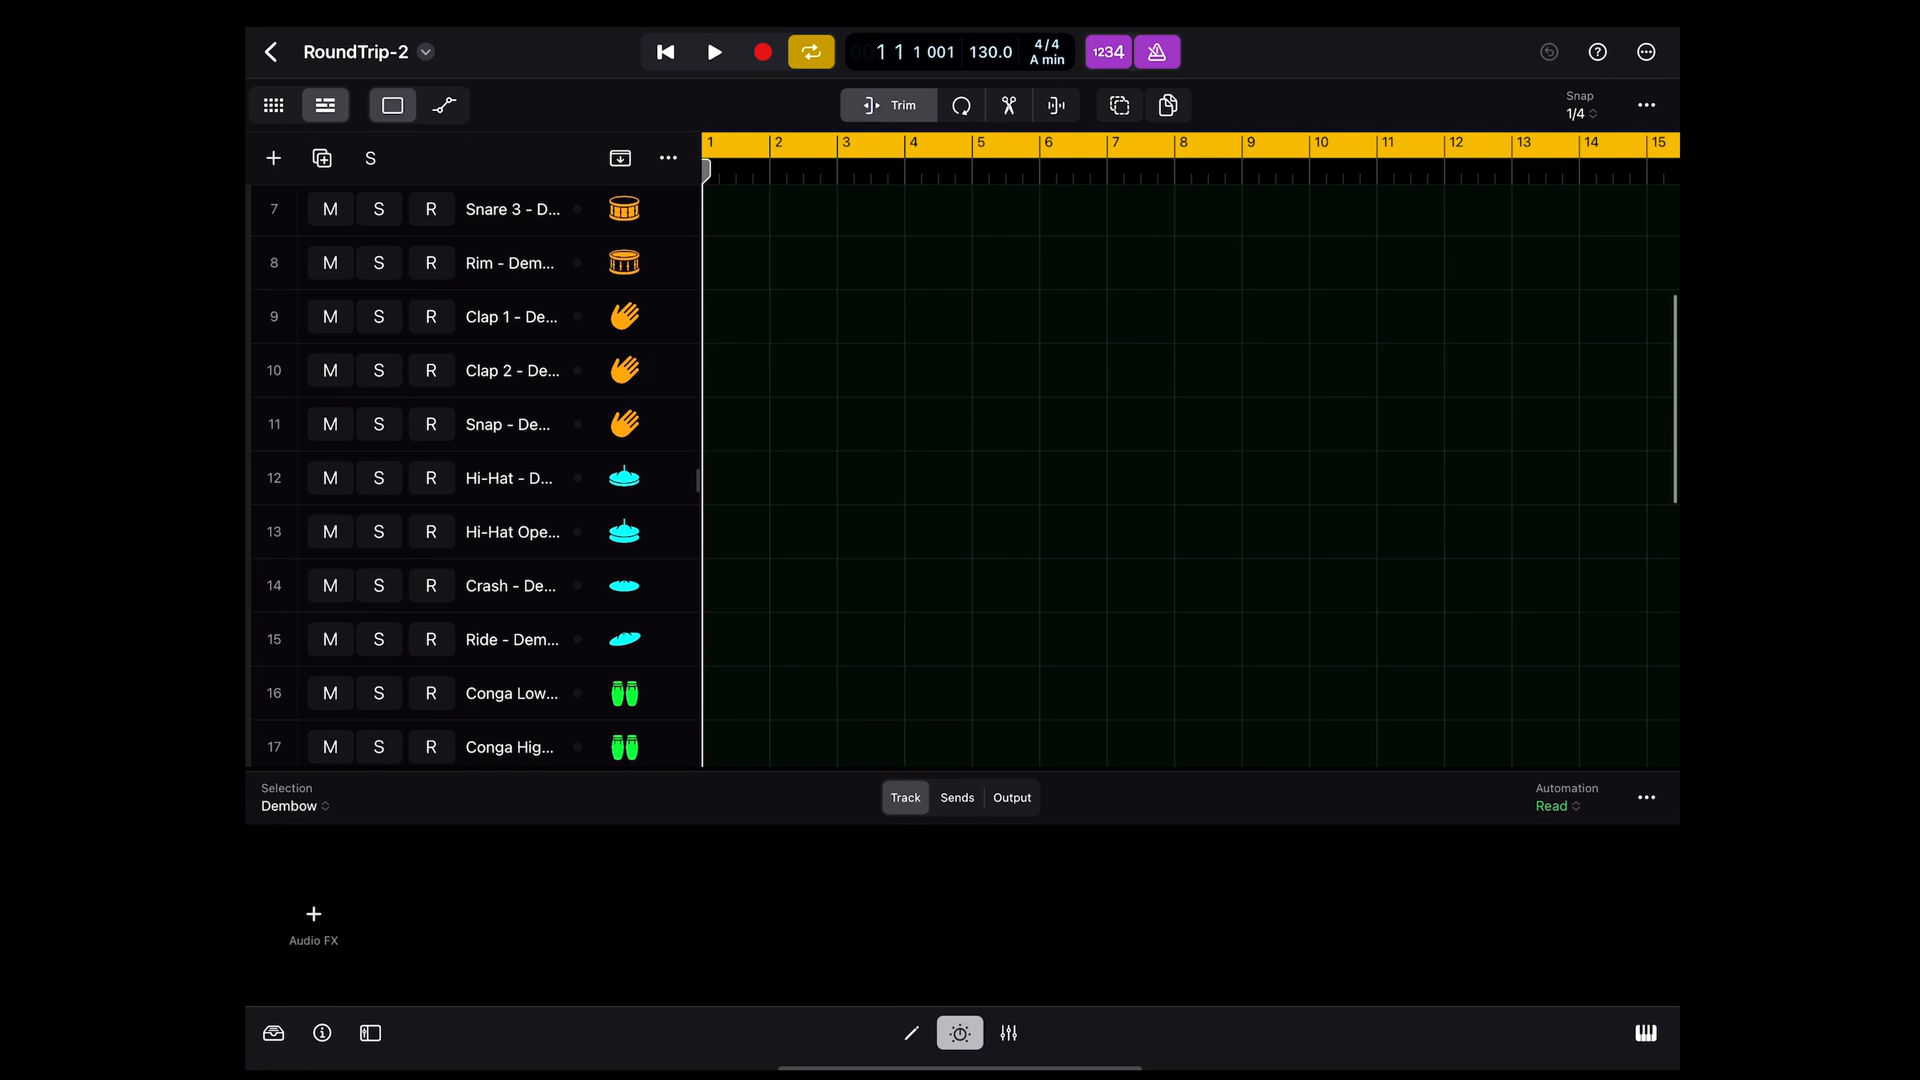 RoundTrip-2
001 1 1 001 130.0 4/4 A min
1234
Trim
Snap
1/4
S
1 2 3 4 5 6 7 8 9 10 11 12 13 14 15
7 M S R Snare 3 - D...
8 M S R Rim - Dem...
9 M S R Clap 1 - De...
10 M S R Clap 2 - De...
11 M S R Snap - De...
12 M S R Hi-Hat - D...
13 M S R Hi-Hat Ope...
14 M S R Crash - De...
15 M S R Ride - Dem...
16 M S R Conga Low...
17 M S R Conga Hig...
Selection
Dembow
Track Sends Output
Automation
Read
Audio FX